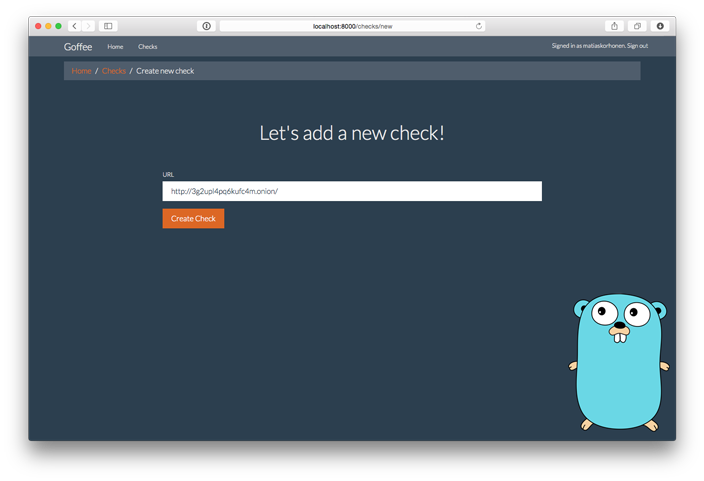 localhost:8000/checks/new
Goffee Home Checks Signed in as matiaskorhonen. Sign out
Home / Checks / Create new check
Let's add a new check!
URL
http://3g2upl4pq6kufc4m.onion/
Create Check